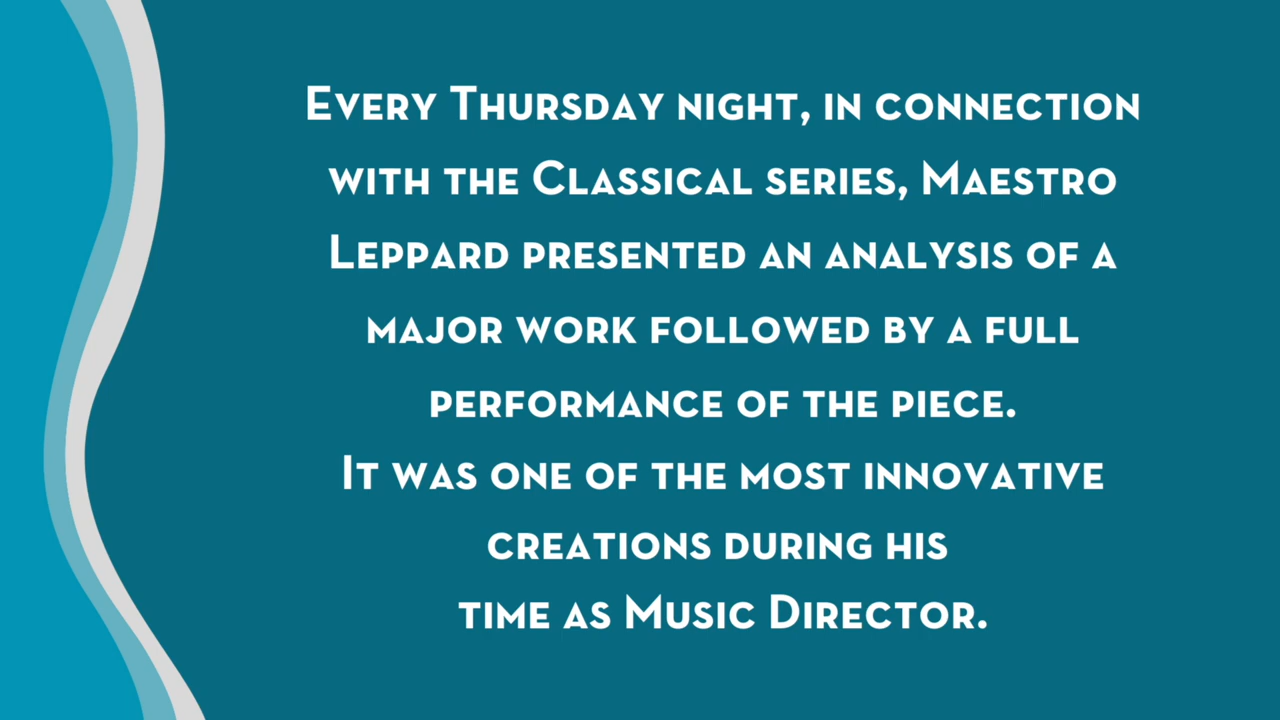 Every Thursday night, in connection
with the Classical series, Maestro
Leppard presented an analysis of a
major work followed by a full
performance of the piece.
It was one of the most innovative
creations during his
time as Music Director.